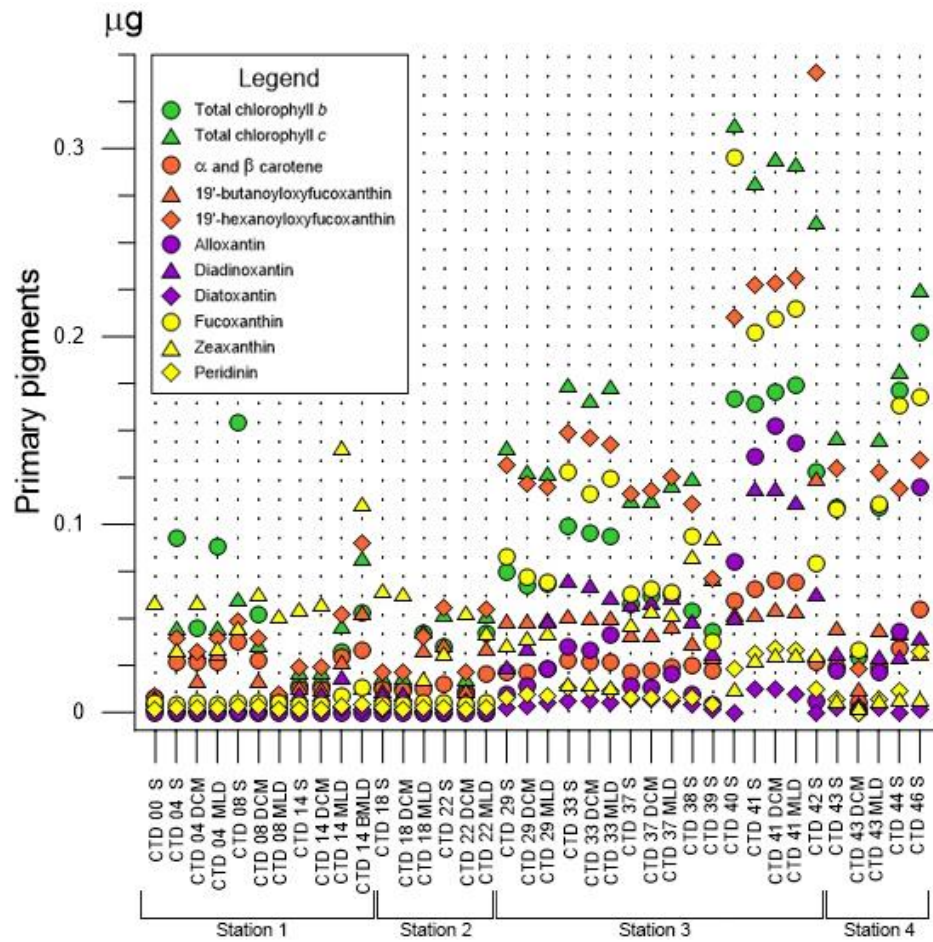 μg
Legend
Total chlorophyll b
Total chlorophyll c
α and β carotene
19'-butanoyloxyfucoxanthin
19'-hexanoyloxyfucoxanthin
Alloxantin
Diadinoxantin
Diatoxantin
Fucoxanthin
Zeaxanthin
Peridinin
Primary pigments
0.3
0.2
0.1
0
CTD 00 S
CTD 04 S
CTD 04 DCM
CTD 04 MLD
CTD 08 S
CTD 08 DCM
CTD 08 MLD
CTD 14 S
CTD 14 DCM
CTD 14 MLD
CTD 14 BMLD
CTD 18 S
CTD 18 DCM
CTD 18 MLD
CTD 22 S
CTD 22 DCM
CTD 22 MLD
CTD 29 S
CTD 29 DCM
CTD 29 MLD
CTD 33 S
CTD 33 DCM
CTD 33 MLD
CTD 37 S
CTD 37 DCM
CTD 37 MLD
CTD 38 S
CTD 39 S
CTD 40 S
CTD 41 S
CTD 41 DCM
CTD 41 MLD
CTD 42 S
CTD 43 S
CTD 43 DCM
CTD 43 MLD
CTD 44 S
CTD 46 S
Station 1
Station 2
Station 3
Station 4